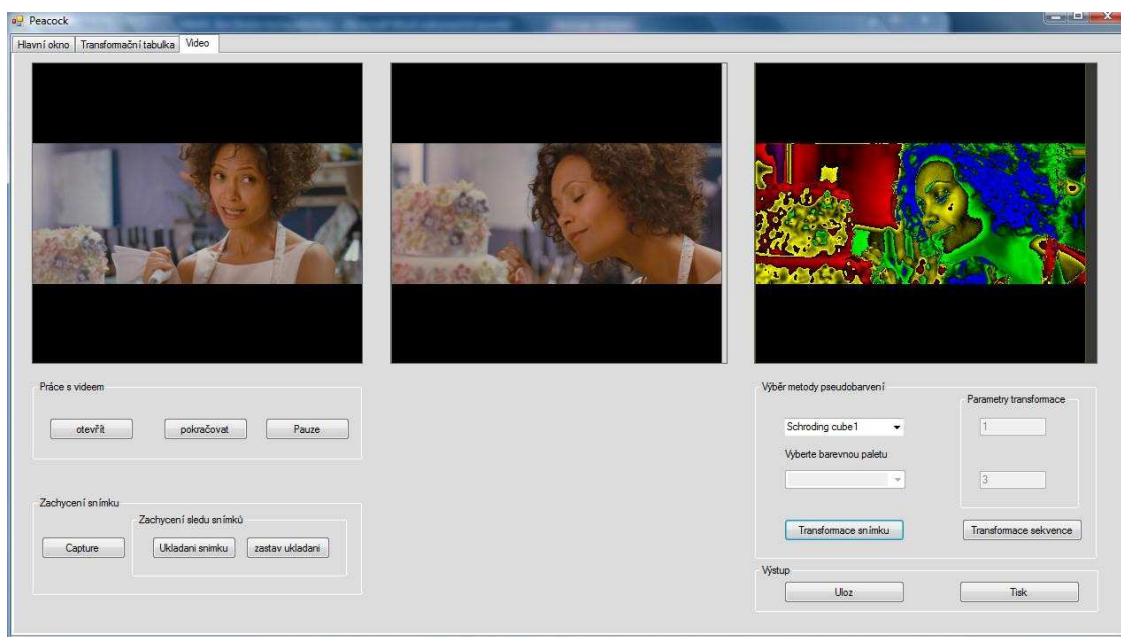 Peacock
Hlavní okno
Transformační tabulka
Video
Práce s videem
otevřít
pokračovat
Pauze
Zachycení snímku
Zachycení sledu snímků
Capture
Ukladani snimku
zastav ukladani
Výběr metody pseudobarvení
Parametry transformace
Schroding cube1
1
Vyberte barevnou paletu
3
Transformace snímku
Transformace sekvence
Výstup
Uloz
Tisk